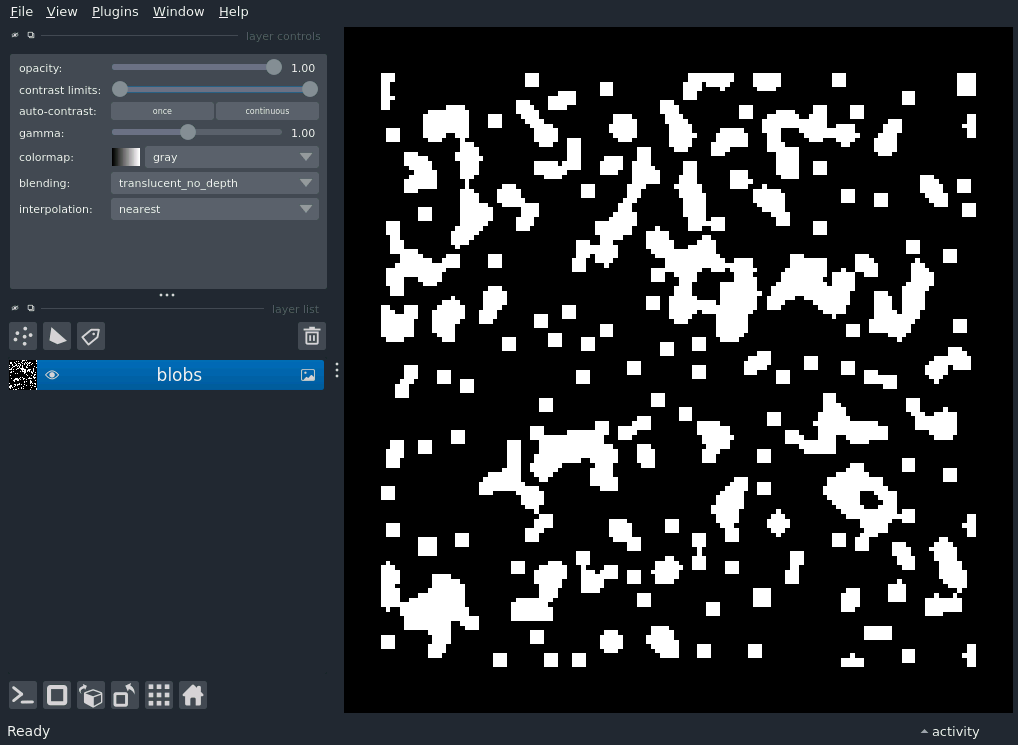 File View Plugins Window Help
layer controls
opacity: 1.00
contrast limits:
auto-contrast: once continuous
gamma: 1.00
colormap: gray
blending: translucent_no_depth
interpolation: nearest
layer list
blobs
Ready activity